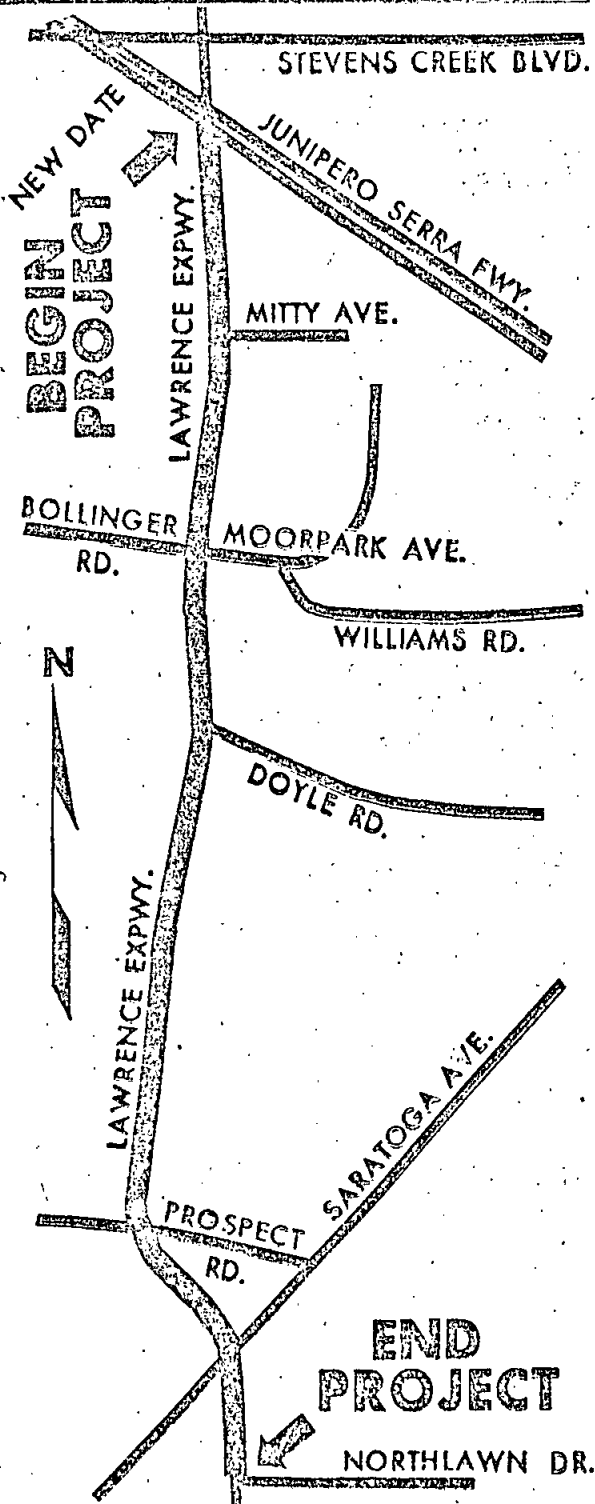 STEVENS CREEK BLVD.
NEW DATE
JUNIPERO SERRA FWY.
BEGIN
PROJECT
LAWRENCE EXPWY.
MITTY AVE.
BOLLINGER
RD.
MOORPARK AVE.
WILLIAMS RD.
N
DOYLE RD.
LAWRENCE EXPWY.
SARATOGA AVE.
PROSPECT
RD.
END
PROJECT
NORTHLAWN DR.